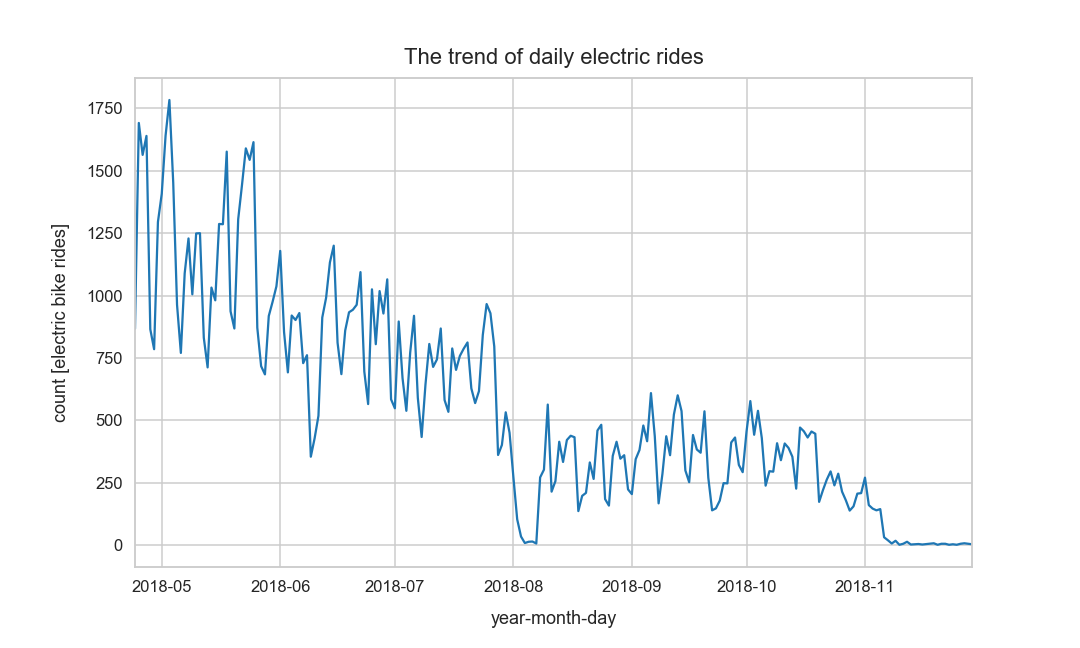 The trend of daily electric rides
count [electric bike rides]
1750
1500
1250
1000
750
500
250
0
2018-05 2018-06 2018-07 2018-08 2018-09 2018-10 2018-11
year-month-day